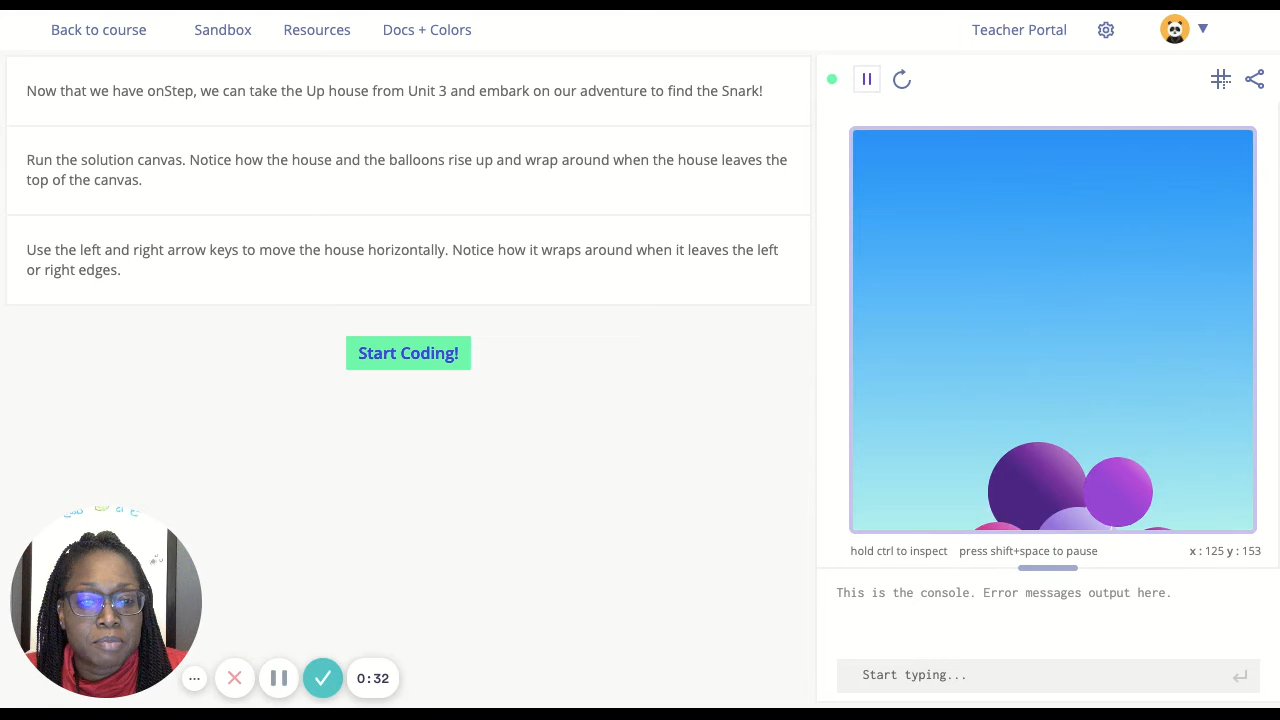 Back to course Sandbox Resources Docs + Colors Teacher Portal
Now that we have onStep, we can take the Up house from Unit 3 and embark on our adventure to find the Snark!
Run the solution canvas. Notice how the house and the balloons rise up and wrap around when the house leaves the
top of the canvas.
Use the left and right arrow keys to move the house horizontally. Notice how it wraps around when it leaves the left
or right edges.
Start Coding!
hold ctrl to inspect press shift+space to pause x : 125 y : 153
This is the console. Error messages output here.
Start typing...
0:32